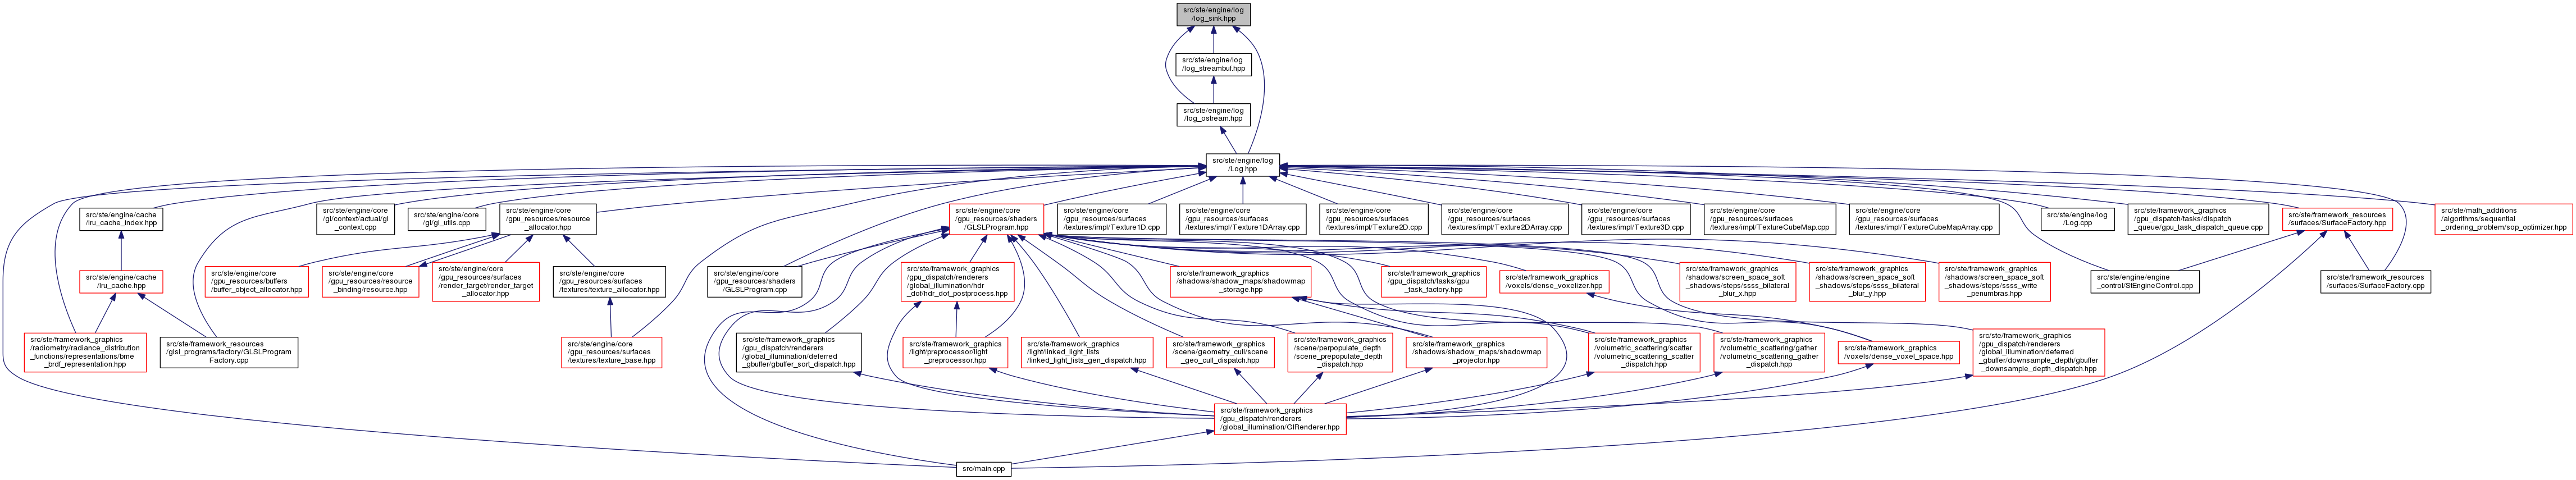 src/ste/engine/log
/log_sink.hpp
src/ste/engine/log
/log_streambuf.hpp
src/ste/engine/log
/log_ostream.hpp
src/ste/engine/log
/Log.hpp
src/ste/engine/cache
/lru_cache_index.hpp
src/ste/engine/core
/gl/context/actual/gl
_context.cpp
src/ste/engine/core
/gl/gl_utils.cpp
src/ste/engine/core
/gpu_resources/resource
_allocator.hpp
src/ste/engine/core
/gpu_resources/shaders
/GLSLProgram.hpp
src/ste/engine/core
/gpu_resources/surfaces
/textures/impl/Texture1D.cpp
src/ste/engine/core
/gpu_resources/surfaces
/textures/impl/Texture1DArray.cpp
src/ste/engine/core
/gpu_resources/surfaces
/textures/impl/Texture2D.cpp
src/ste/engine/core
/gpu_resources/surfaces
/textures/impl/Texture2DArray.cpp
src/ste/engine/core
/gpu_resources/surfaces
/textures/impl/Texture3D.cpp
src/ste/engine/core
/gpu_resources/surfaces
/textures/impl/TextureCubeMap.cpp
src/ste/engine/core
/gpu_resources/surfaces
/textures/impl/TextureCubeMapArray.cpp
src/ste/engine/log
/Log.cpp
src/ste/framework_graphics
/gpu_dispatch/tasks/dispatch
_queue/gpu_task_dispatch_queue.cpp
src/ste/framework_resources
/surfaces/SurfaceFactory.hpp
src/ste/math_additions
/algorithms/sequential
_ordering_problem/sop_optimizer.hpp
src/ste/engine/cache
/lru_cache.hpp
src/ste/engine/core
/gpu_resources/buffers
/buffer_object_allocator.hpp
src/ste/engine/core
/gpu_resources/resource
_binding/resource.hpp
src/ste/engine/core
/gpu_resources/surfaces
/render_target/render_target
_allocator.hpp
src/ste/engine/core
/gpu_resources/surfaces
/textures/texture_allocator.hpp
src/ste/engine/core
/gpu_resources/shaders
/GLSLProgram.cpp
src/ste/framework_graphics
/gpu_dispatch/renderers
/global_illumination/hdr
_dof/hdr_dof_postprocess.hpp
src/ste/framework_graphics
/shadows/shadow_maps/shadowmap
_storage.hpp
src/ste/framework_graphics
/gpu_dispatch/tasks/gpu
_task_factory.hpp
src/ste/framework_graphics
/voxels/dense_voxelizer.hpp
src/ste/framework_graphics
/shadows/screen_space_soft
_shadows/steps/ssss_bilateral
_blur_x.hpp
src/ste/framework_graphics
/shadows/screen_space_soft
_shadows/steps/ssss_bilateral
_blur_y.hpp
src/ste/framework_graphics
/shadows/screen_space_soft
_shadows/steps/ssss_write
_penumbras.hpp
src/ste/engine/engine
_control/StEngineControl.cpp
src/ste/framework_resources
/surfaces/SurfaceFactory.cpp
src/ste/framework_graphics
/radiometry/radiance_distribution
_functions/representations/bme
_brdf_representation.hpp
src/ste/framework_resources
/glsl_programs/factory/GLSLProgram
Factory.cpp
src/ste/engine/core
/gpu_resources/surfaces
/textures/texture_base.hpp
src/ste/framework_graphics
/gpu_dispatch/renderers
/global_illumination/deferred
_gbuffer/gbuffer_sort_dispatch.hpp
src/ste/framework_graphics
/light/preprocessor/light
_preprocessor.hpp
src/ste/framework_graphics
/light/linked_light_lists
/linked_light_lists_gen_dispatch.hpp
src/ste/framework_graphics
/scene/geometry_cull/scene
_geo_cull_dispatch.hpp
src/ste/framework_graphics
/scene/perpopulate_depth
/scene_prepopulate_depth
_dispatch.hpp
src/ste/framework_graphics
/shadows/shadow_maps/shadowmap
_projector.hpp
src/ste/framework_graphics
/volumetric_scattering/scatter
/volumetric_scattering_scatter
_dispatch.hpp
src/ste/framework_graphics
/volumetric_scattering/gather
/volumetric_scattering_gather
_dispatch.hpp
src/ste/framework_graphics
/voxels/dense_voxel_space.hpp
src/ste/framework_graphics
/gpu_dispatch/renderers
/global_illumination/deferred
_gbuffer/downsample_depth/gbuffer
_downsample_depth_dispatch.hpp
src/ste/framework_graphics
/gpu_dispatch/renderers
/global_illumination/GIRenderer.hpp
src/main.cpp